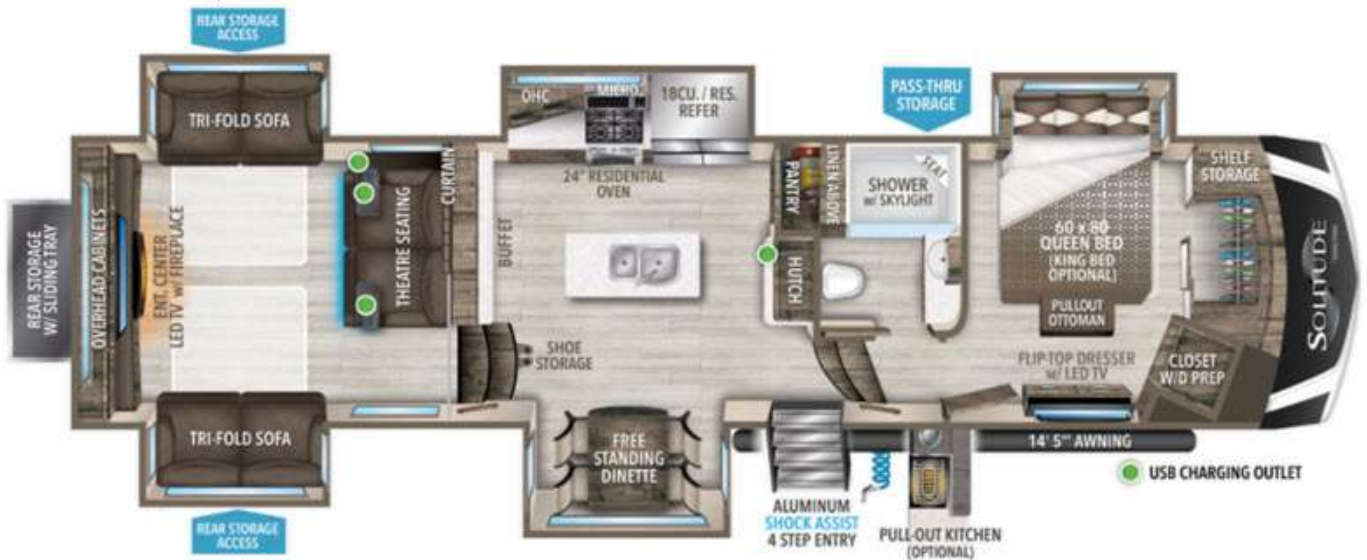 REAR STORAGE
ACCESS
TRI-FOLD SOFA
OHC
MICRO
18CU. / RES.
REFER
24" RESIDENTIAL
OVEN
PASS-THRU
STORAGE
REAR STORAGE
W/ SLIDING TRAY
OVERHEAD CABINETS
ENT. CENTER
LED TV w/ FIREPLACE
THEATRE SEATING
CURTAIN
BUFFET
PANTRY
LINEN ABOVE
HUTCH
SHOWER
w/ SKYLIGHT
SEAT
60 x 80
QUEEN BED
(KING BED
OPTIONAL)
PULLOUT
OTTOMAN
SHELF
STORAGE
SOLITUDE
SHOE
STORAGE
FLIP-TOP DRESSER
w/ LED TV
CLOSET
W/D PREP
TRI-FOLD SOFA
FREE
STANDING
DINETTE
14' 5"" AWNING
USB CHARGING OUTLET
REAR STORAGE
ACCESS
ALUMINUM
SHOCK ASSIST
4 STEP ENTRY
PULL-OUT KITCHEN
(OPTIONAL)